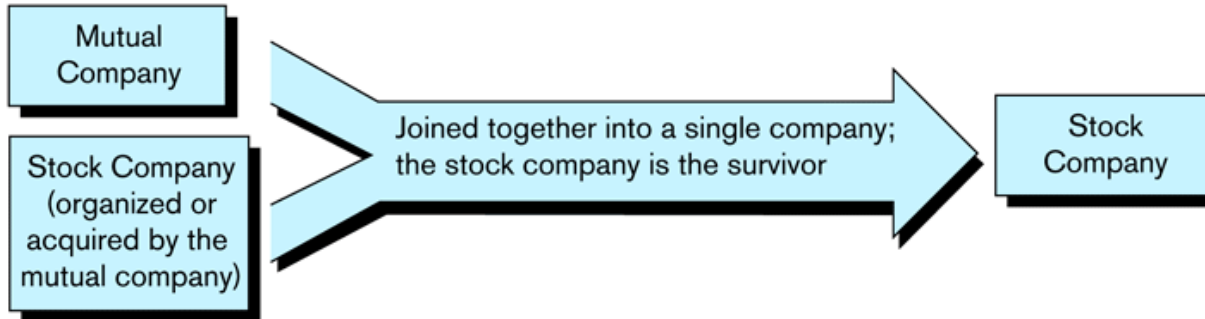 Mutual
Company
Stock Company
(organized or
acquired by the
mutual company)
Joined together into a single company;
the stock company is the survivor
Stock
Company